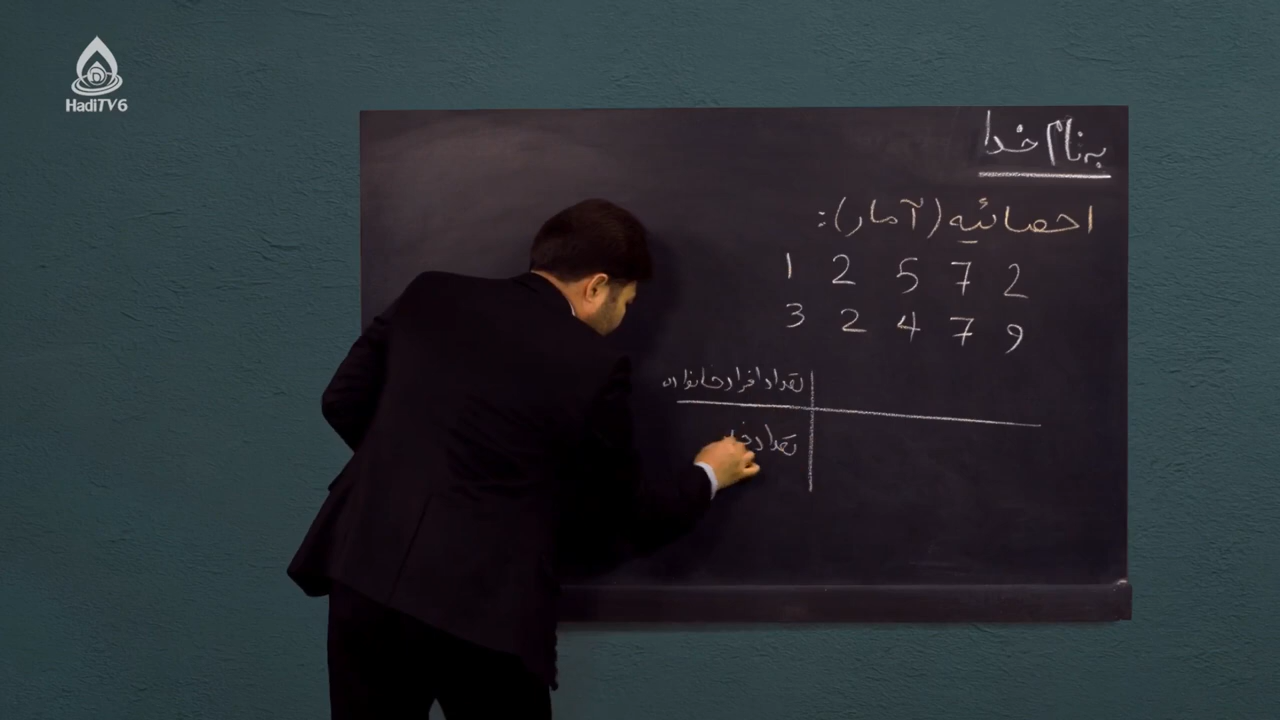 HadiTV6
به نام خدا
احصائیه (آمار):
1 2 5 7 2
3 2 4 7 9
تعداد افراد خانواده
تعداد